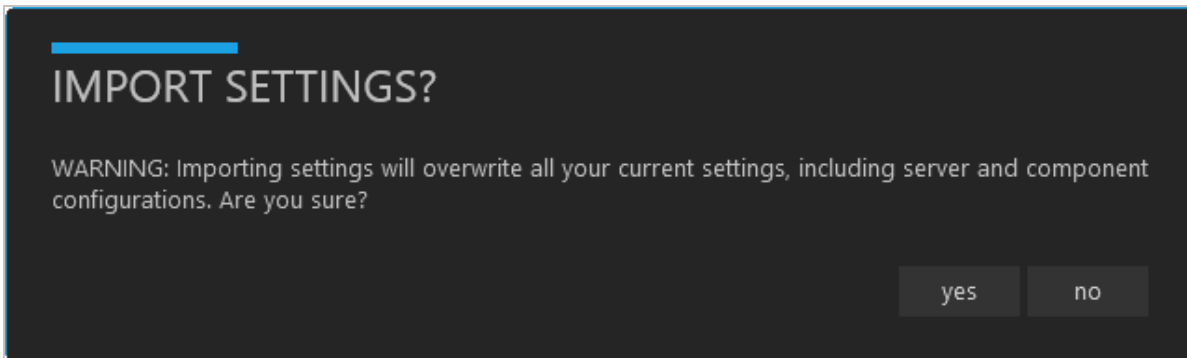 IMPORT SETTINGS?
WARNING: Importing settings will overwrite all your current settings, including server and component
configurations. Are you sure?
yes no